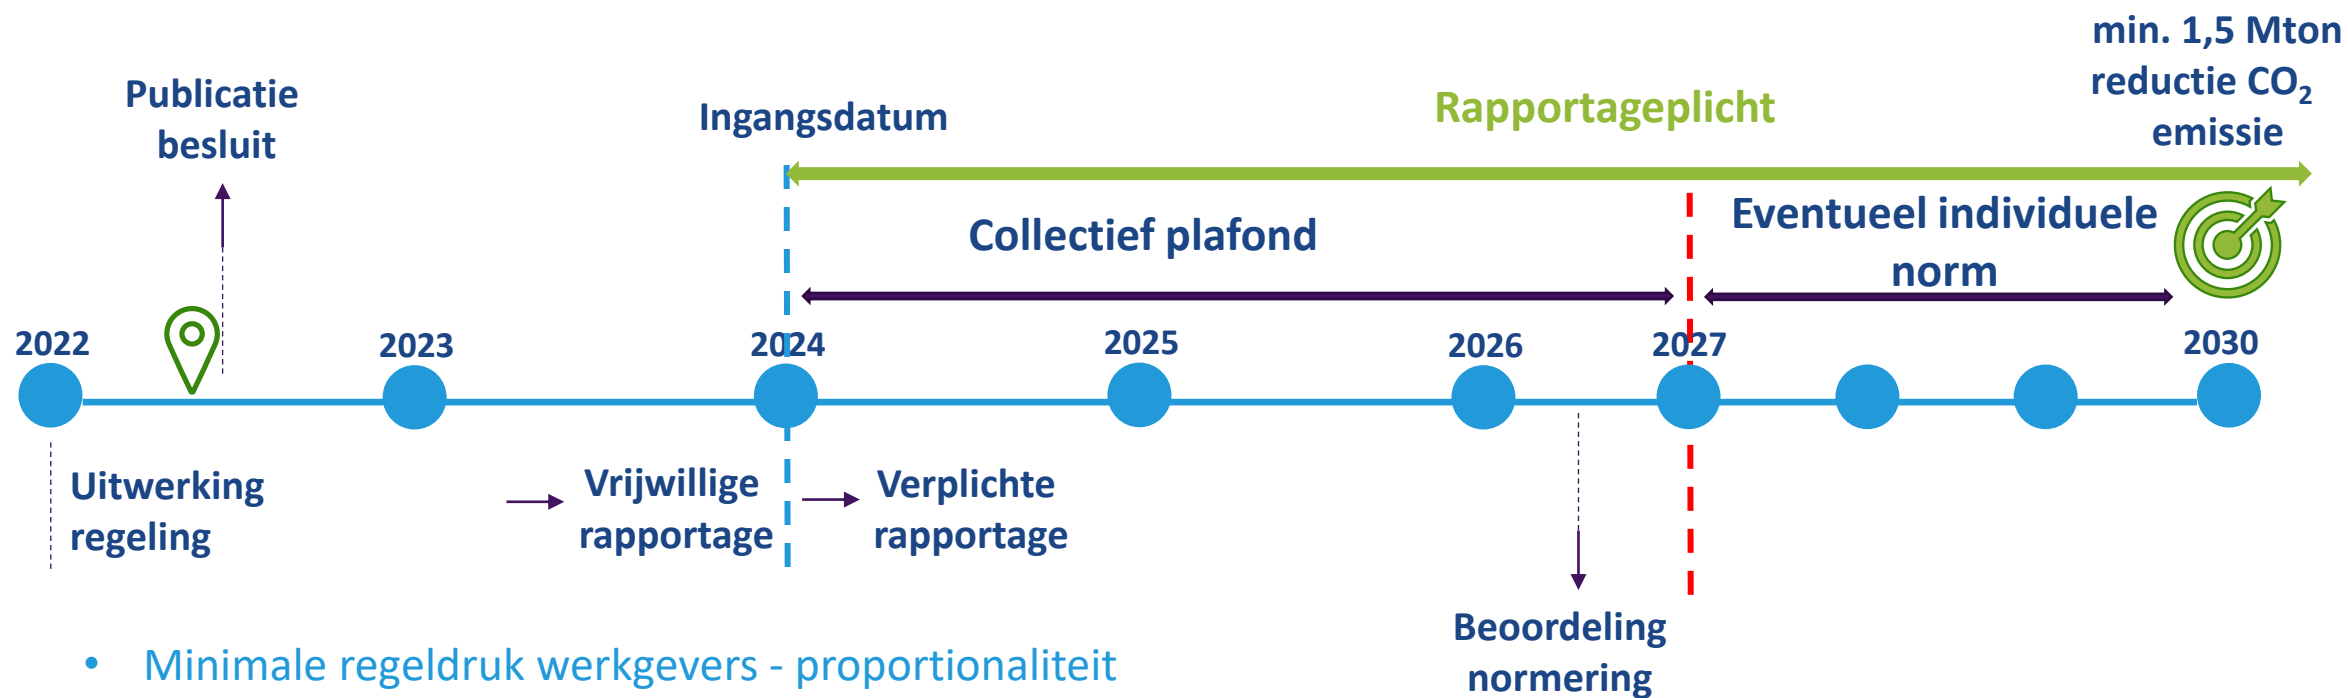 min. 1,5 Mton
reductie CO₂
emissie
Publicatie
besluit
Ingangsdatum
Rapportageplicht
Collectief plafond
Eventueel individuele
norm
2022
2023
2024
2025
2026
2027
2030
Uitwerking
regeling
Vrijwillige
rapportage
Verplichte
rapportage
Beoordeling
normering
• Minimale regeldruk werkgevers - proportionaliteit